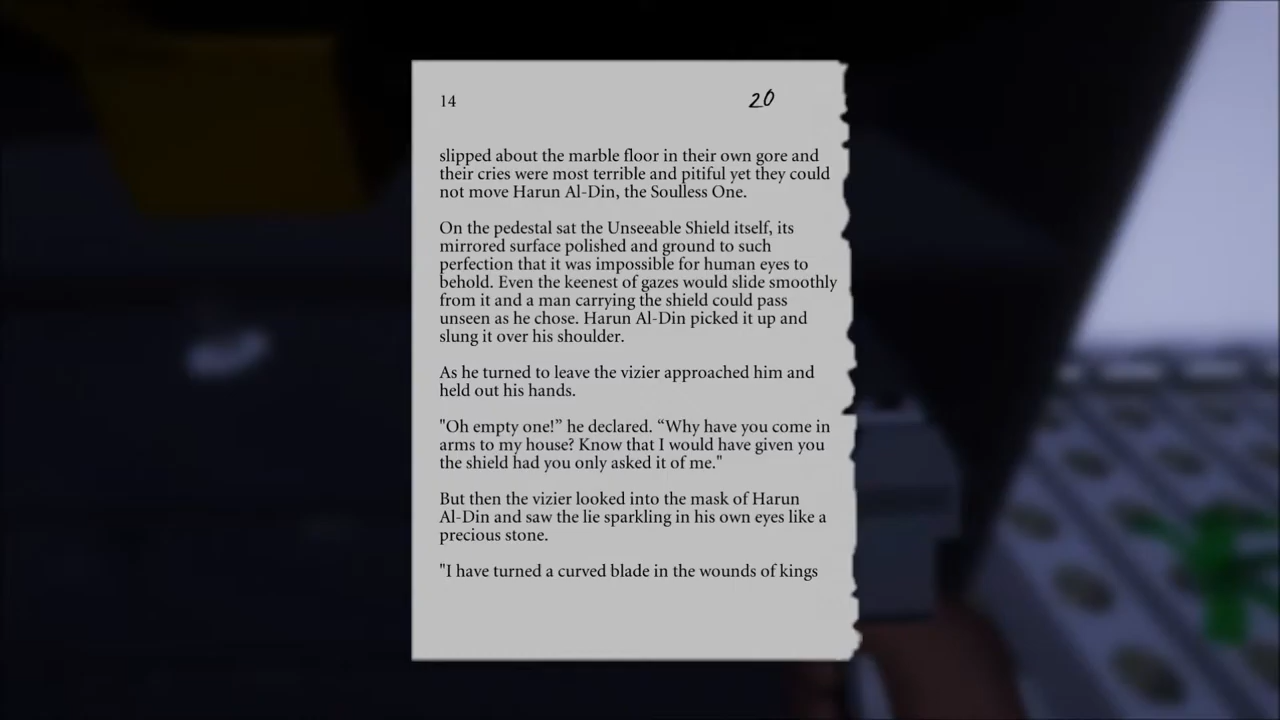 14 20
slipped about the marble floor in their own gore and
their cries were most terrible and pitiful yet they could
not move Harun Al-Din, the Soulless One.
On the pedestal sat the Unseeable Shield itself, its
mirrored surface polished and ground to such
perfection that it was impossible for human eyes to
behold. Even the keenest of gazes would slide smoothly
from it and a man carrying the shield could pass
unseen as he chose. Harun Al-Din picked it up and
slung it over his shoulder.
As he turned to leave the vizier approached him and
held out his hands.
"Oh empty one!” he declared. “Why have you come in
arms to my house? Know that I would have given you
the shield had you only asked it of me."
But then the vizier looked into the mask of Harun
Al-Din and saw the lie sparkling in his own eyes like a
precious stone.
"I have turned a curved blade in the wounds of kings